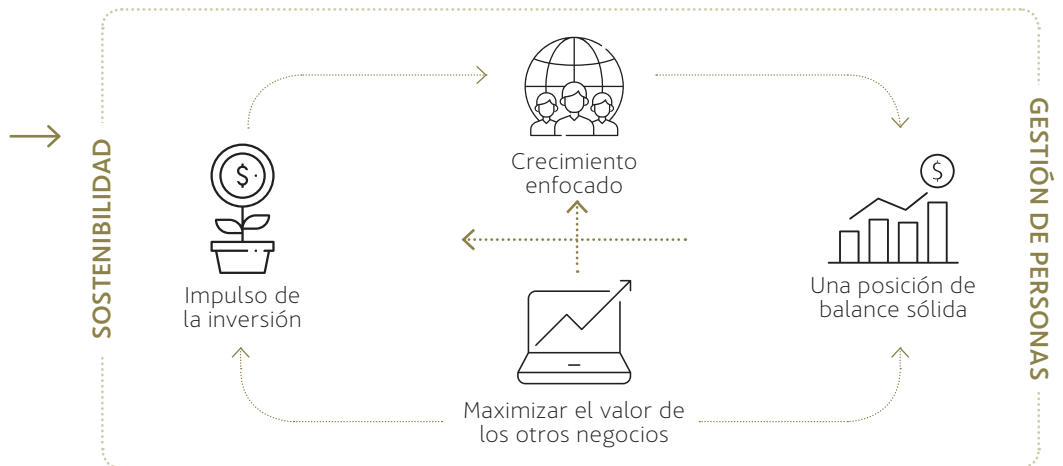 SOSTENIBILIDAD
Crecimiento
enfocado
$
Impulso de
la inversión
$
Una posición de
balance sólida
Maximizar el valor de
los otros negocios
GESTIÓN DE PERSONAS